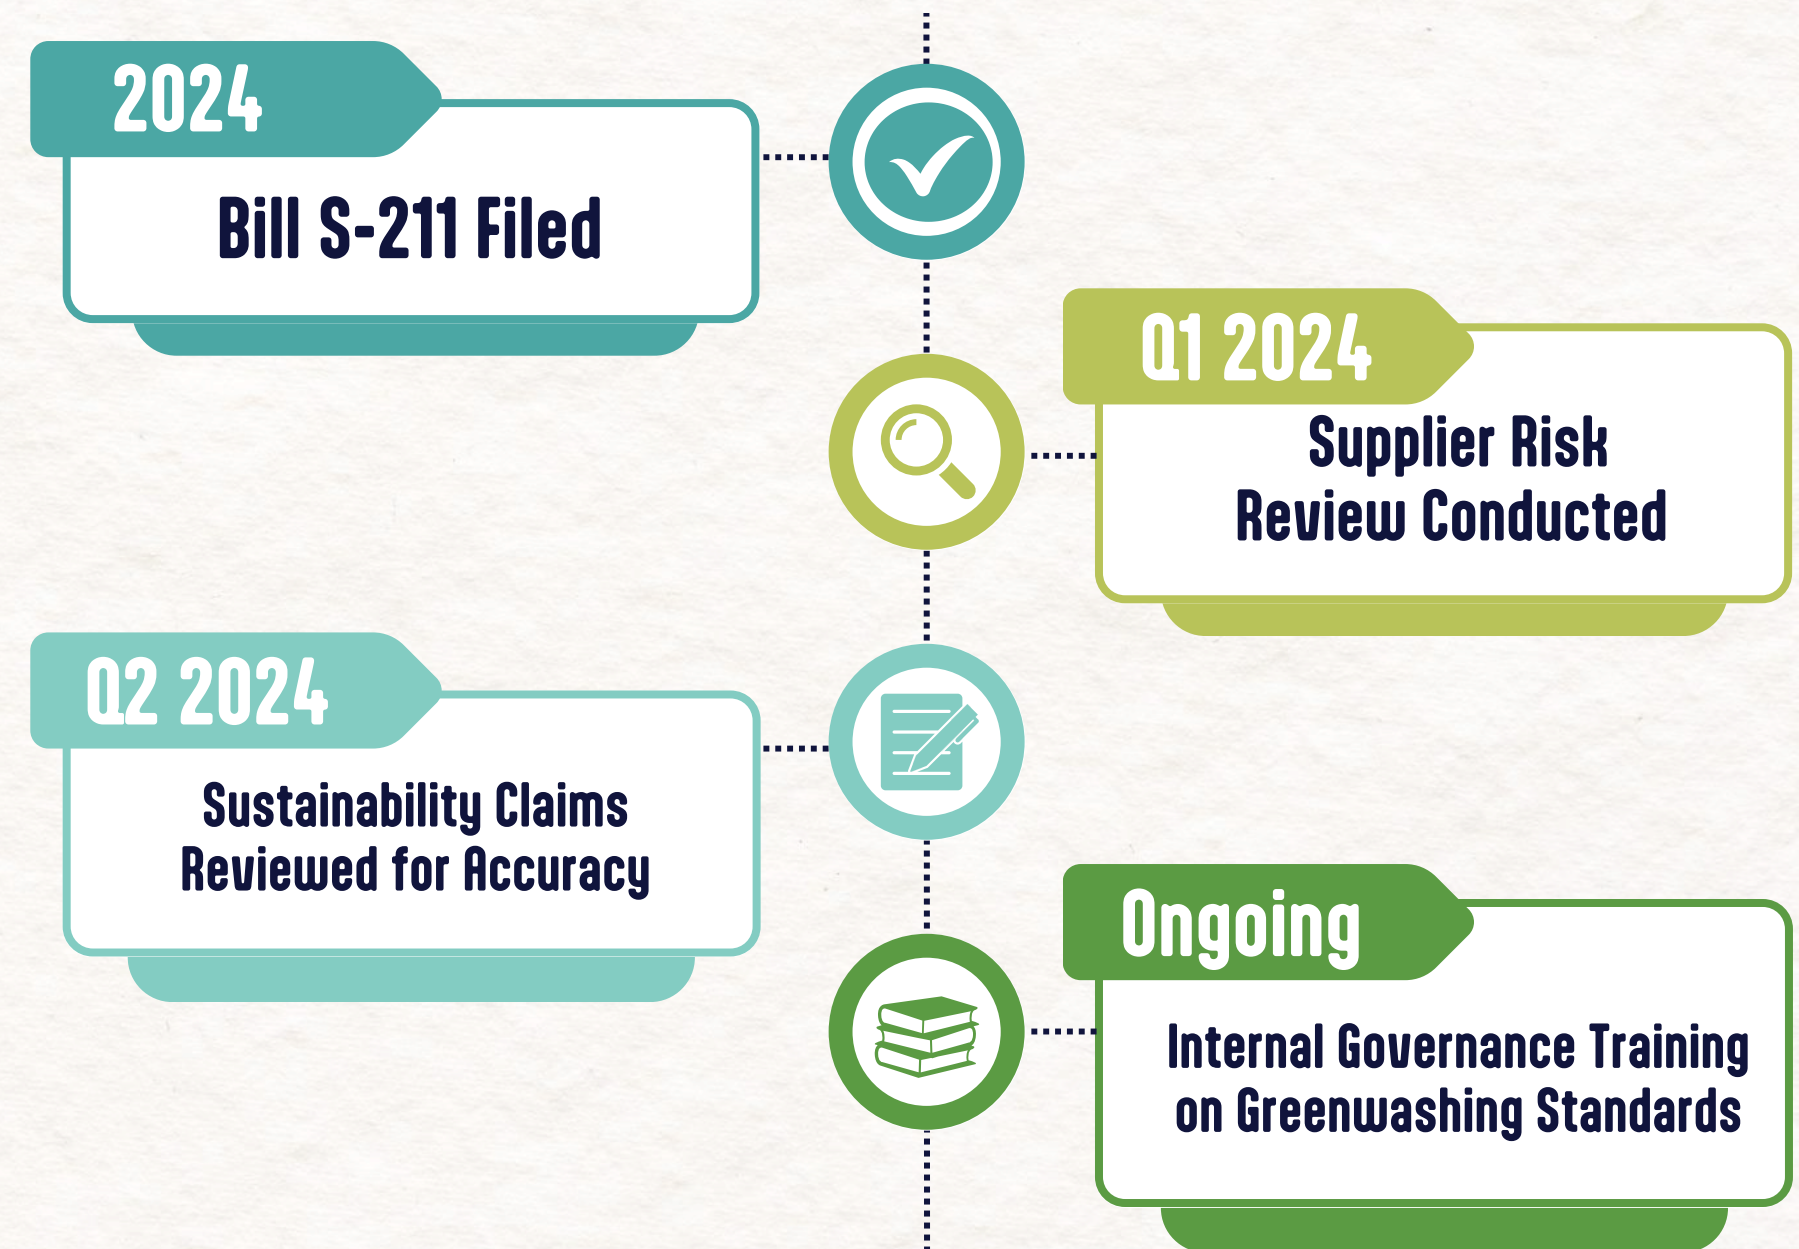 2024
Bill S-211 Filed
Q1 2024
Supplier Risk
Review Conducted
Q2 2024
Sustainability Claims
Reviewed for Accuracy
Ongoing
Internal Governance Training
on Greenwashing Standards